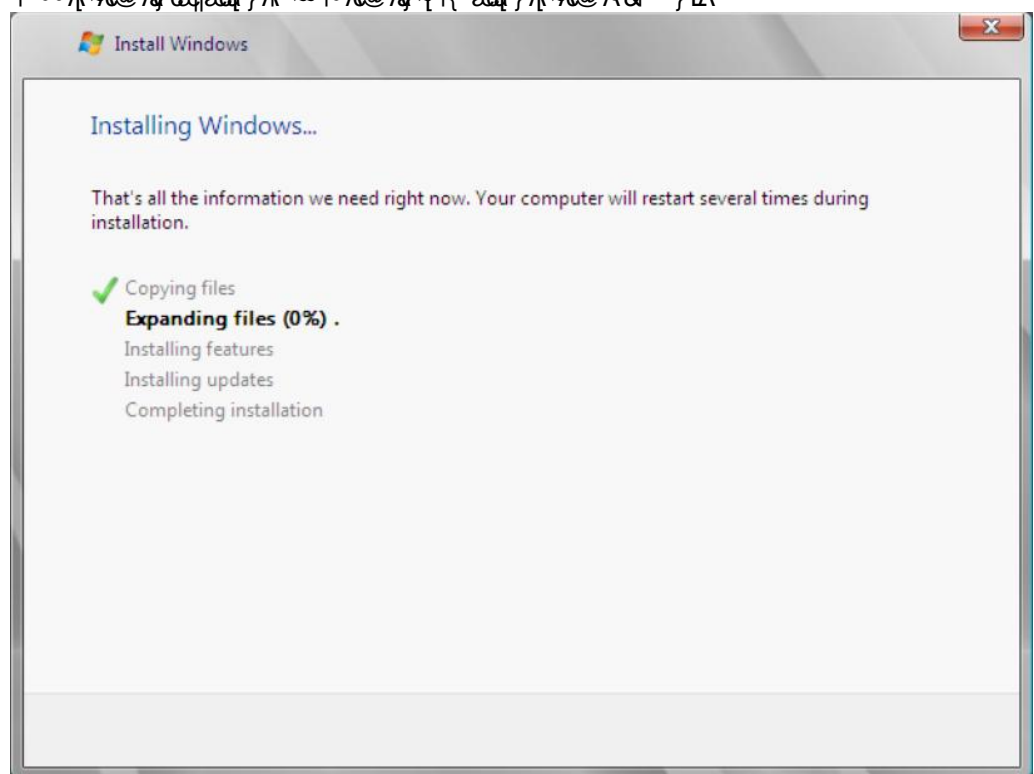 Install Windows
Installing Windows...
That's all the information we need right now. Your computer will restart several times during
installation.
Copying files
Expanding files (0%) .
Installing features
Installing updates
Completing installation